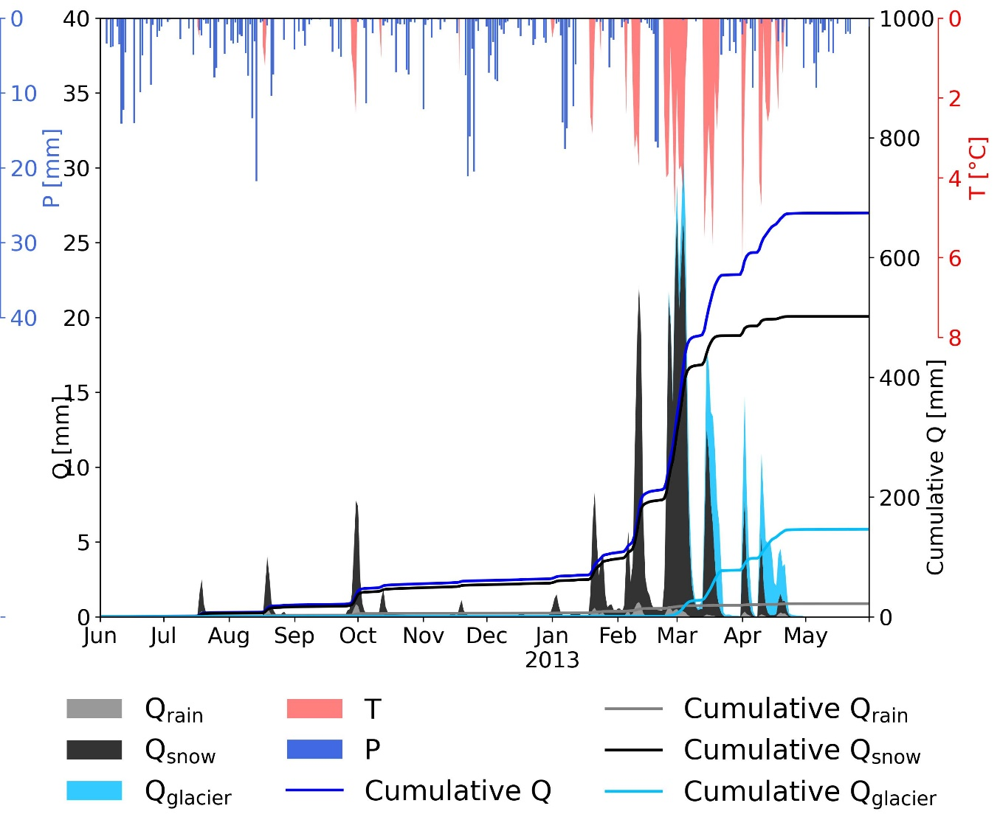 0 40 1000 0
10 35 2
800
P [mm] 20 30 4 T [°C]
30 25 600 6
40 20 8
15 400
Q [mm] 10 Cumulative Q [mm]
200
5
0 0
Jun Jul Aug Sep Oct Nov Dec Jan Feb Mar Apr May
2013
Qrain T Cumulative Qrain
Qsnow P Cumulative Qsnow
Qglacier Cumulative Q Cumulative Qglacier